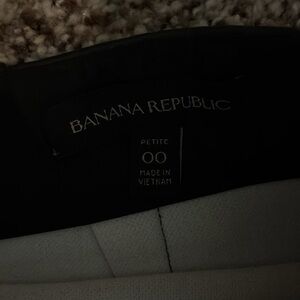 BANANA REPUBLIC
PETITE
00
MADE IN
VIETNAM